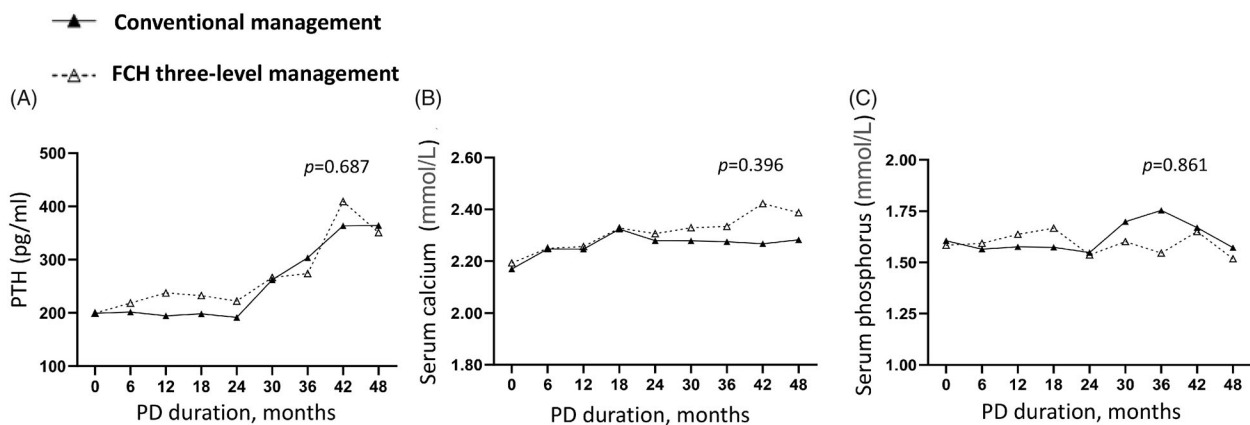 Conventional management
FCH three-level management
(A)
PTH (pg/ml)
500
400
300
200
100
p=0.687
0 6 12 18 24 30 36 42 48
PD duration, months
(B)
Serum calcium (mmol/L)
2.60
2.40
2.20
2.00
1.80
p=0.396
0 6 12 18 24 30 36 42 48
PD duration, months
(C)
Serum phosphorus (mmol/L)
2.00
1.75
1.50
1.25
1.00
p=0.861
0 6 12 18 24 30 36 42 48
PD duration, months